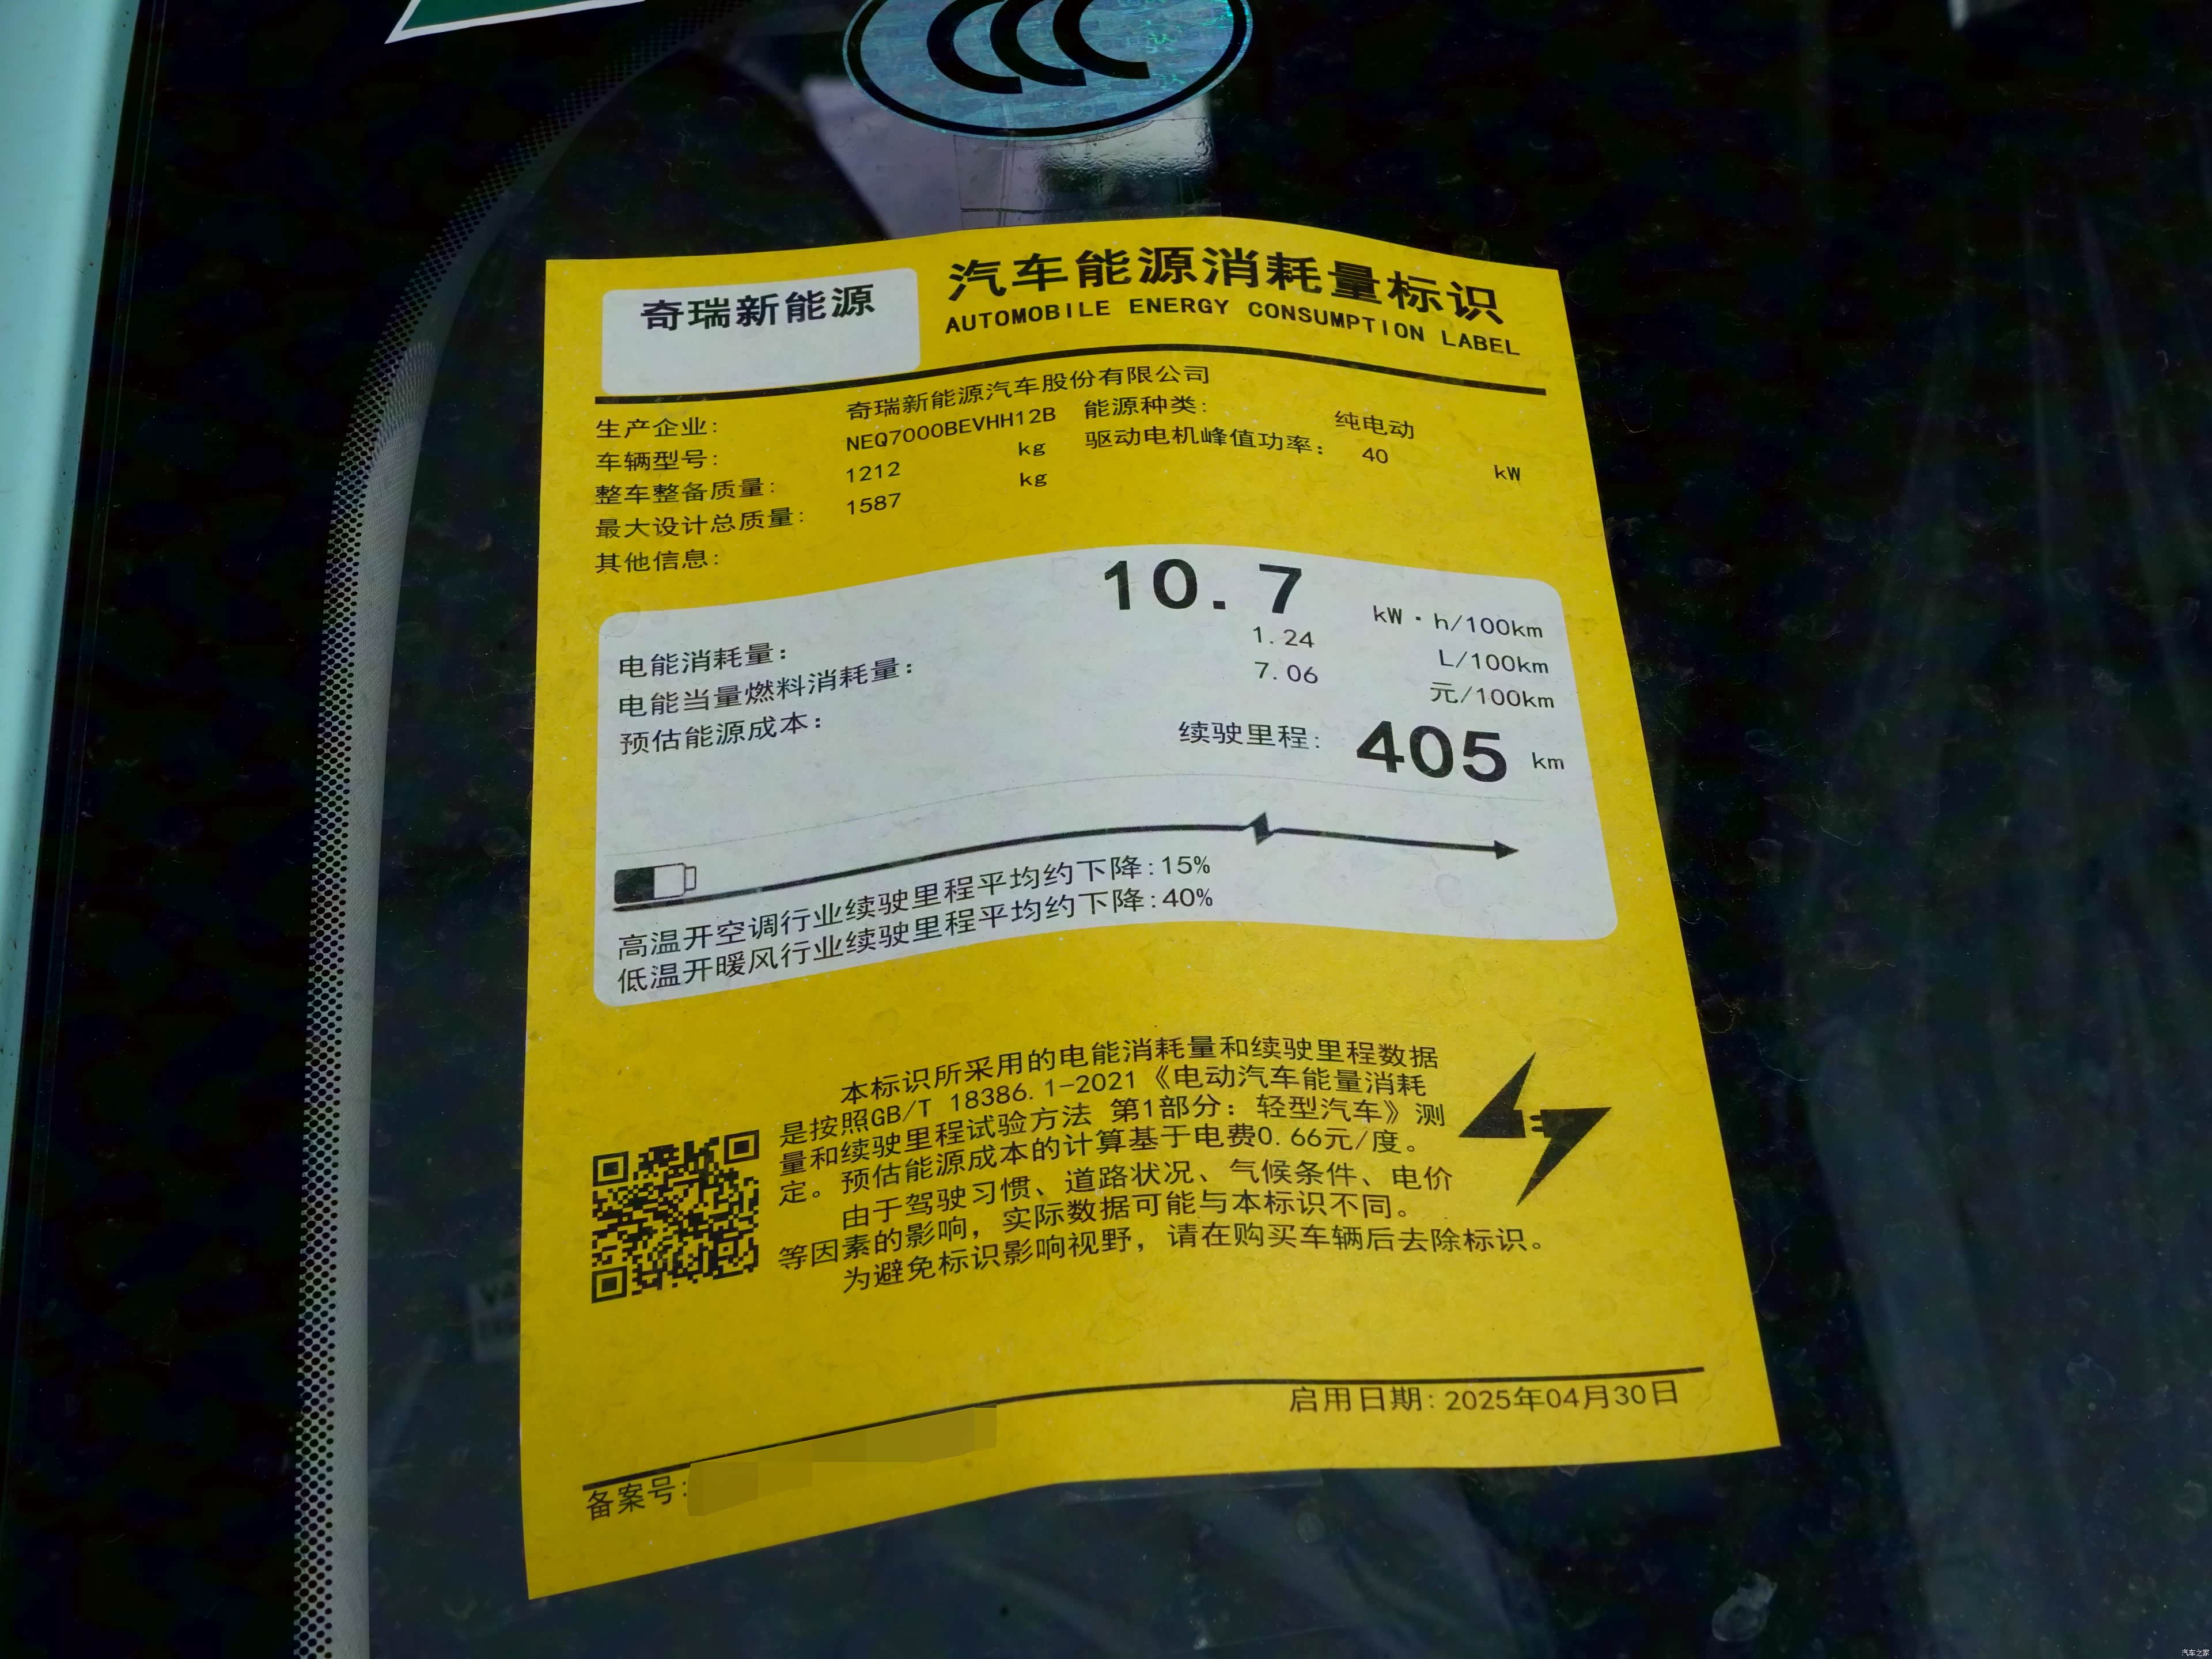 奇瑞新能源
汽车能源消耗量标识
AUTOMOBILE ENERGY CONSUMPTION LABEL
生产企业: 奇瑞新能源汽车股份有限公司
车辆型号: NEQ7000BEVHH12B 能源种类: 纯电动
整车整备质量: 1212 kg 驱动电机峰值功率: 40 kW
最大设计总质量: 1587 kg
其他信息:
电能消耗量: 10.7 kW·h/100km
电能当量燃料消耗量: 1.24 L/100km
预估能源成本: 7.06 元/100km
续驶里程: 405 km
高温开空调行业续驶里程平均约下降:15%
低温开暖风行业续驶里程平均约下降:40%
本标识所采用的电能消耗量和续驶里程数据
是按照GB/T 18386.1-2021《电动汽车能量消耗
量和续驶里程试验方法 第1部分: 轻型汽车》测
定。预估能源成本的计算基于电费0.66元/度。
由于驾驶习惯、道路状况、气候条件、电价
等因素的影响，实际数据可能与本标识不同。
为避免标识影响视野，请在购买车辆后去除标识。
启用日期: 2025年04月30日
备案号:
汽车之家